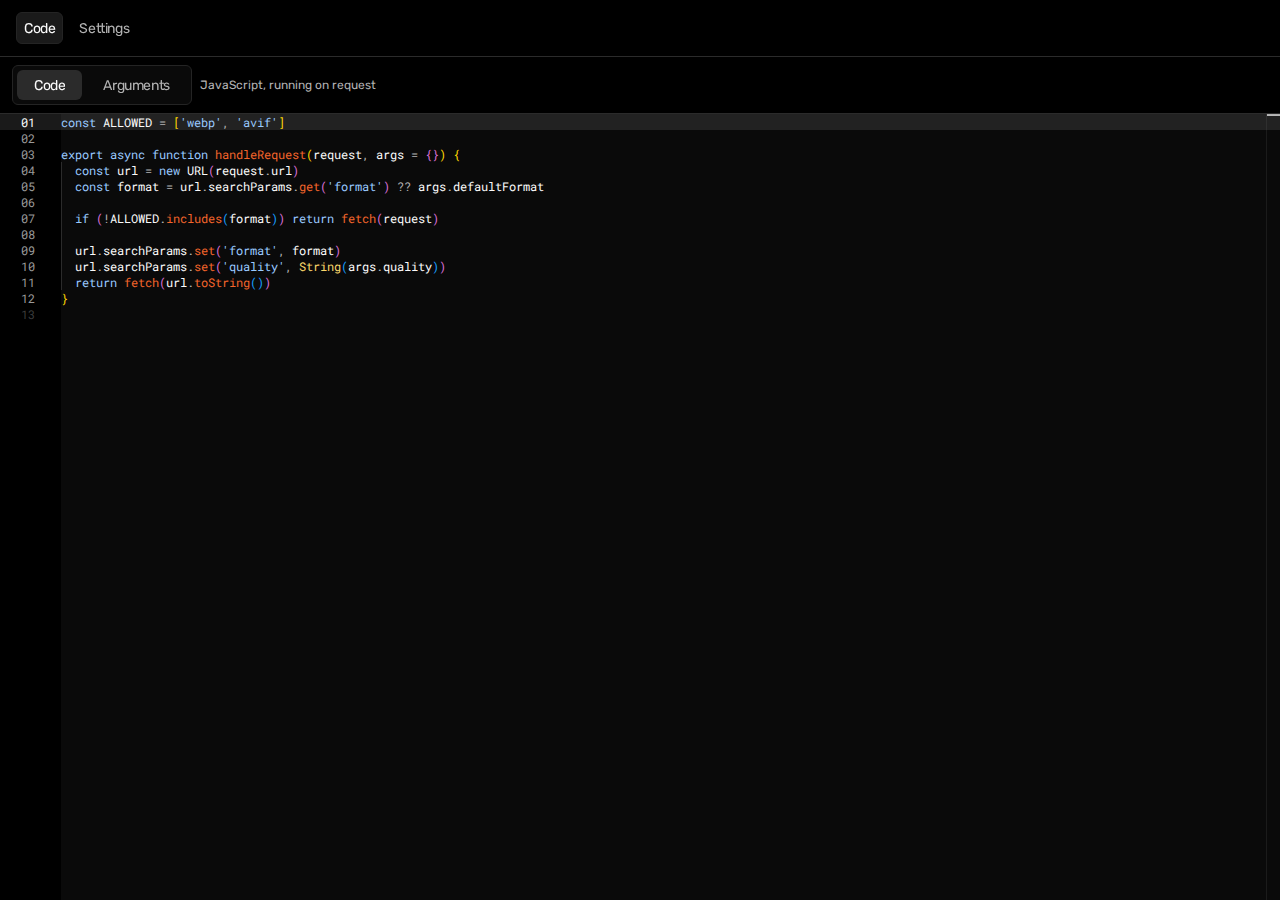 Code Settings
Code Arguments JavaScript, running on request
01 const ALLOWED = ['webp', 'avif']
02
03 export async function handleRequest(request, args = {}) {
04   const url = new URL(request.url)
05   const format = url.searchParams.get('format') ?? args.defaultFormat
06
07   if (!ALLOWED.includes(format)) return fetch(request)
08
09   url.searchParams.set('format', format)
10   url.searchParams.set('quality', String(args.quality))
11   return fetch(url.toString())
12 }
13